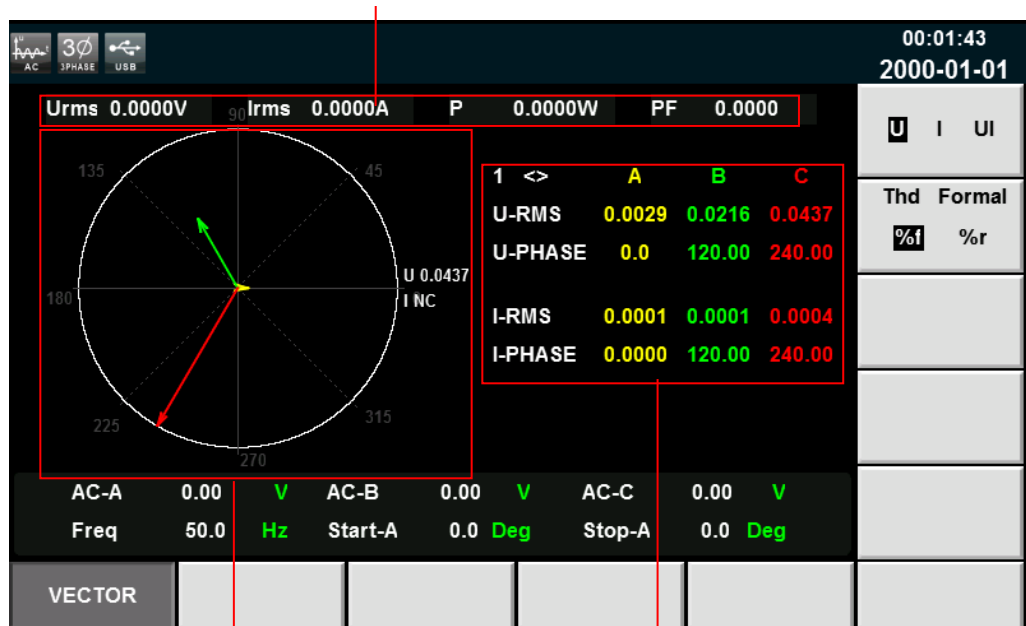 u t
AC
3Ø
3PHASE
USB
00:01:43
2000-01-01
Urms 0.0000V Irms 0.0000A P 0.0000W PF 0.0000
U I UI
Thd Formal
%f %r
90
135
45
180
0
225
315
270
U 0.0437
I NC
1 <> A B C
U-RMS 0.0029 0.0216 0.0437
U-PHASE 0.0 120.00 240.00
I-RMS 0.0001 0.0001 0.0004
I-PHASE 0.0000 120.00 240.00
AC-A 0.00 V AC-B 0.00 V AC-C 0.00 V
Freq 50.0 Hz Start-A 0.0 Deg Stop-A 0.0 Deg
VECTOR